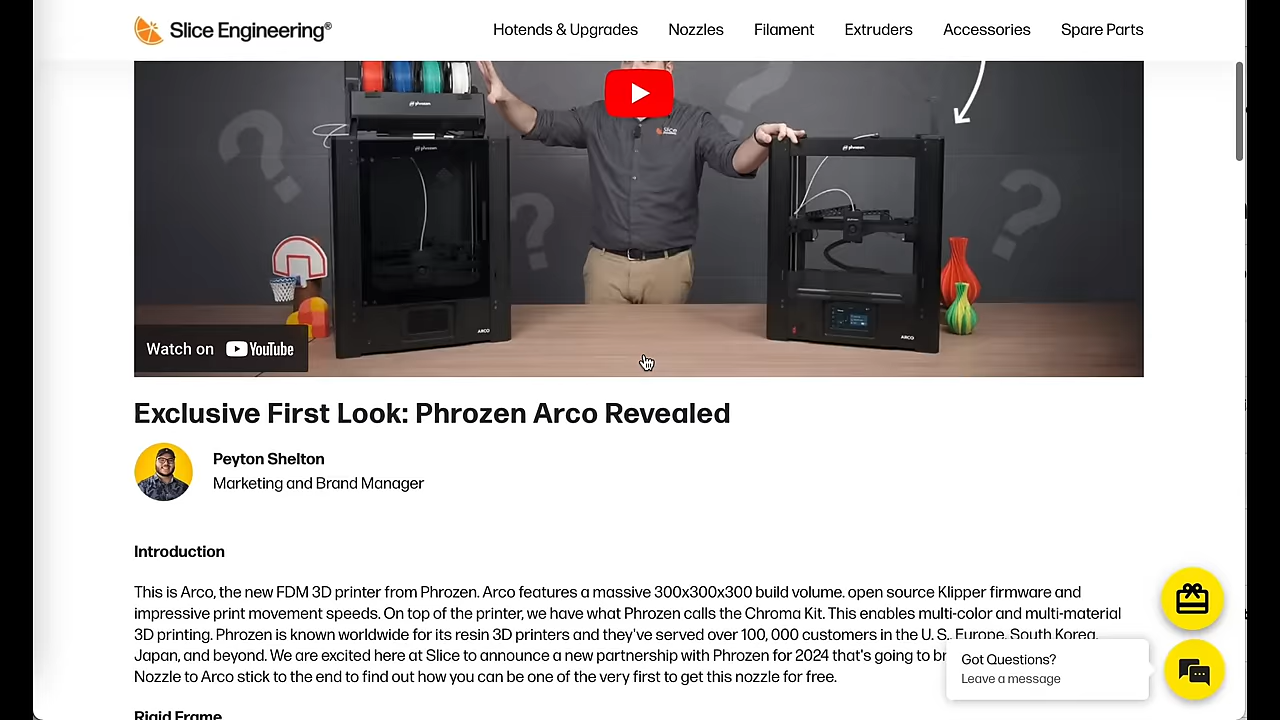 Slice Engineering®
Hotends & Upgrades Nozzles Filament Extruders Accessories Spare Parts
phrozen
phrozen
phrozen
Slice
ARCO
ARCO
Watch on YouTube
Exclusive First Look: Phrozen Arco Revealed
Peyton Shelton
Marketing and Brand Manager
Introduction
This is Arco, the new FDM 3D printer from Phrozen. Arco features a massive 300x300x300 build volume. open source Klipper firmware and
impressive print movement speeds. On top of the printer, we have what Phrozen calls the Chroma Kit. This enables multi-color and multi-material
3D printing. Phrozen is known worldwide for its resin 3D printers and they've served over 100, 000 customers in the U. S., Europe, South Korea,
Japan, and beyond. We are excited here at Slice to announce a new partnership with Phrozen for 2024 that's going to br
Nozzle to Arco stick to the end to find out how you can be one of the very first to get this nozzle for free.
Got Questions?
Leave a message
Rigid Frame